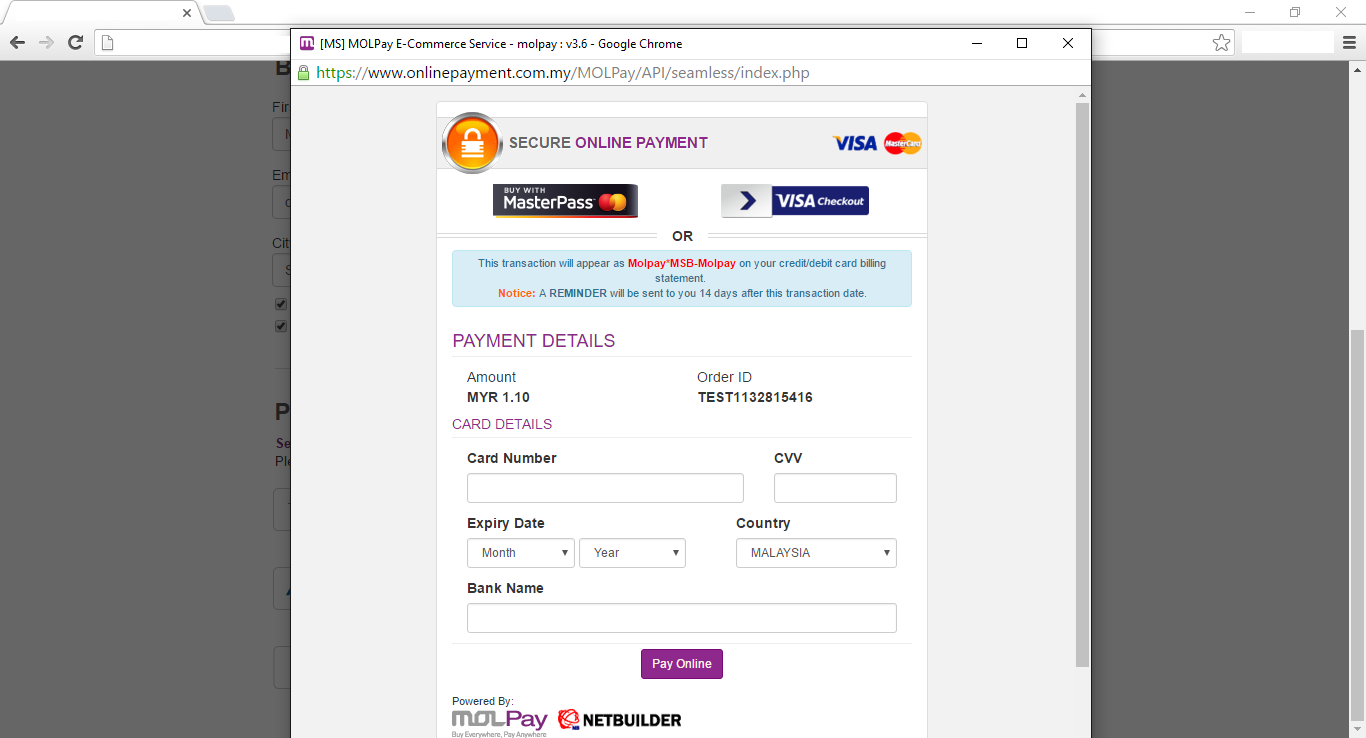 [MS] MOLPay E-Commerce Service - molpay : v3.6 - Google Chrome
https://www.onlinepayment.com.my/MOLPay/API/seamless/index.php
SECURE ONLINE PAYMENT
VISA MasterCard
BUY WITH
MasterPass
VISA Checkout
OR
This transaction will appear as Molpay*MSB-Molpay on your credit/debit card billing
statement.
Notice: A REMINDER will be sent to you 14 days after this transaction date.
PAYMENT DETAILS
Amount Order ID
MYR 1.10 TEST1132815416
CARD DETAILS
Card Number CVV
Expiry Date Country
Month Year MALAYSIA
Bank Name
Pay Online
Powered By:
MOLPay NETBUILDER
Buy Everywhere, Pay Anywhere